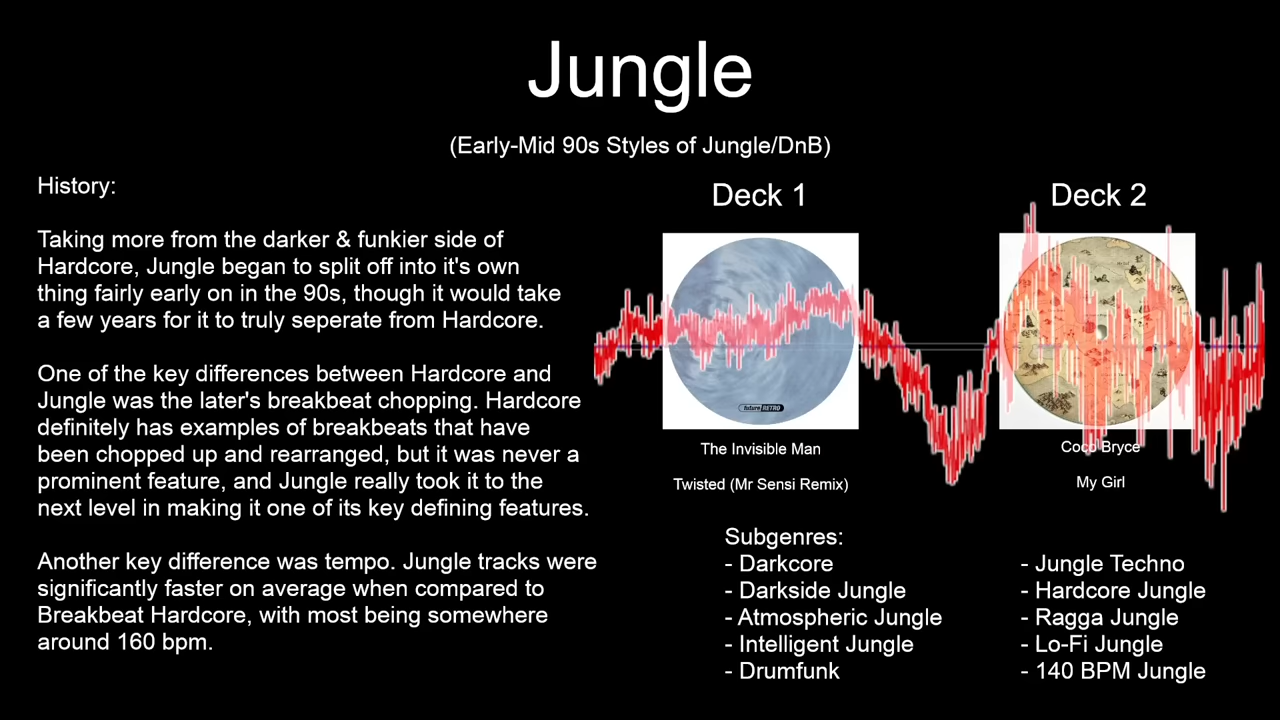 Jungle
(Early-Mid 90s Styles of Jungle/DnB)
History:
Taking more from the darker & funkier side of
Hardcore, Jungle began to split off into it's own
thing fairly early on in the 90s, though it would take
a few years for it to truly seperate from Hardcore.
One of the key differences between Hardcore and
Jungle was the later's breakbeat chopping. Hardcore
definitely has examples of breakbeats that have
been chopped up and rearranged, but it was never a
prominent feature, and Jungle really took it to the
next level in making it one of its key defining features.
Another key difference was tempo. Jungle tracks were
significantly faster on average when compared to
Breakbeat Hardcore, with most being somewhere
around 160 bpm.
Deck 1
future RETRO
The Invisible Man
Twisted (Mr Sensi Remix)
Deck 2
Coco Bryce
My Girl
Subgenres:
- Darkcore
- Darkside Jungle
- Atmospheric Jungle
- Intelligent Jungle
- Drumfunk
- Jungle Techno
- Hardcore Jungle
- Ragga Jungle
- Lo-Fi Jungle
- 140 BPM Jungle